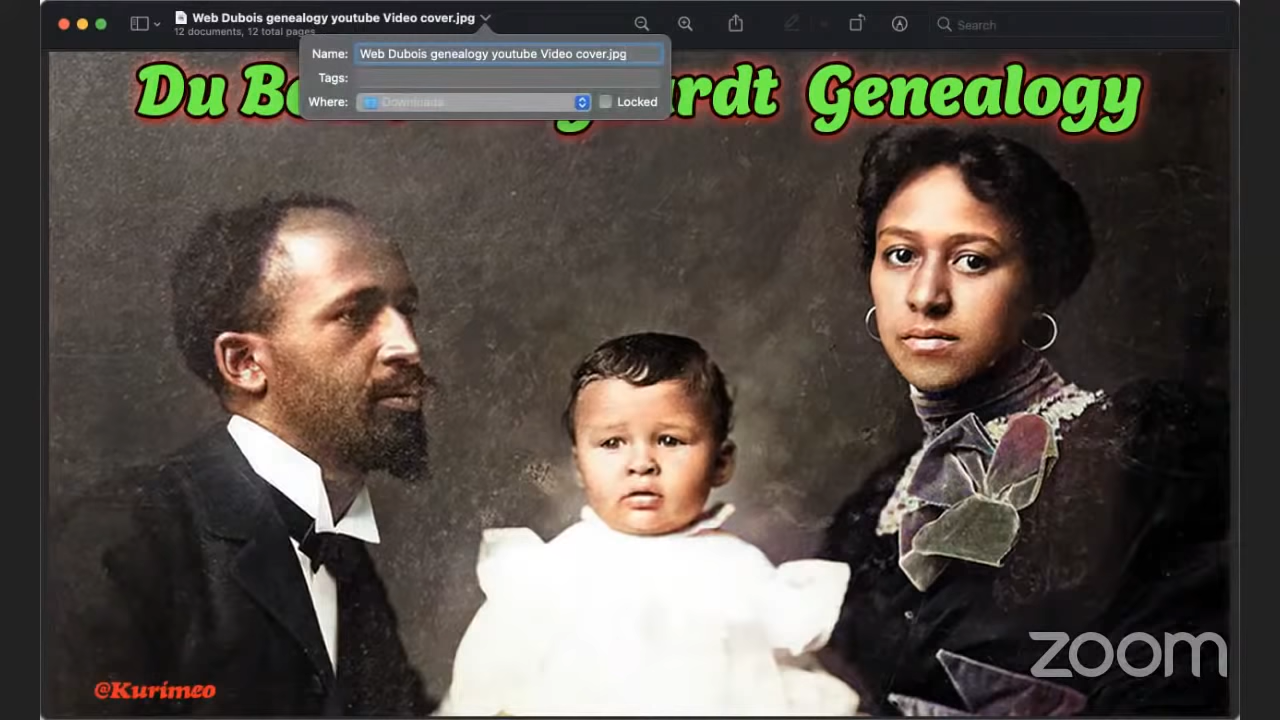 Web Dubois genealogy youtube Video cover.jpg
12 documents, 12 total pages
Search
Name: Web Dubois genealogy youtube Video cover.jpg
Tags:
Where: Downloads Locked
Du Genealogy
@Kurimeo
zoom